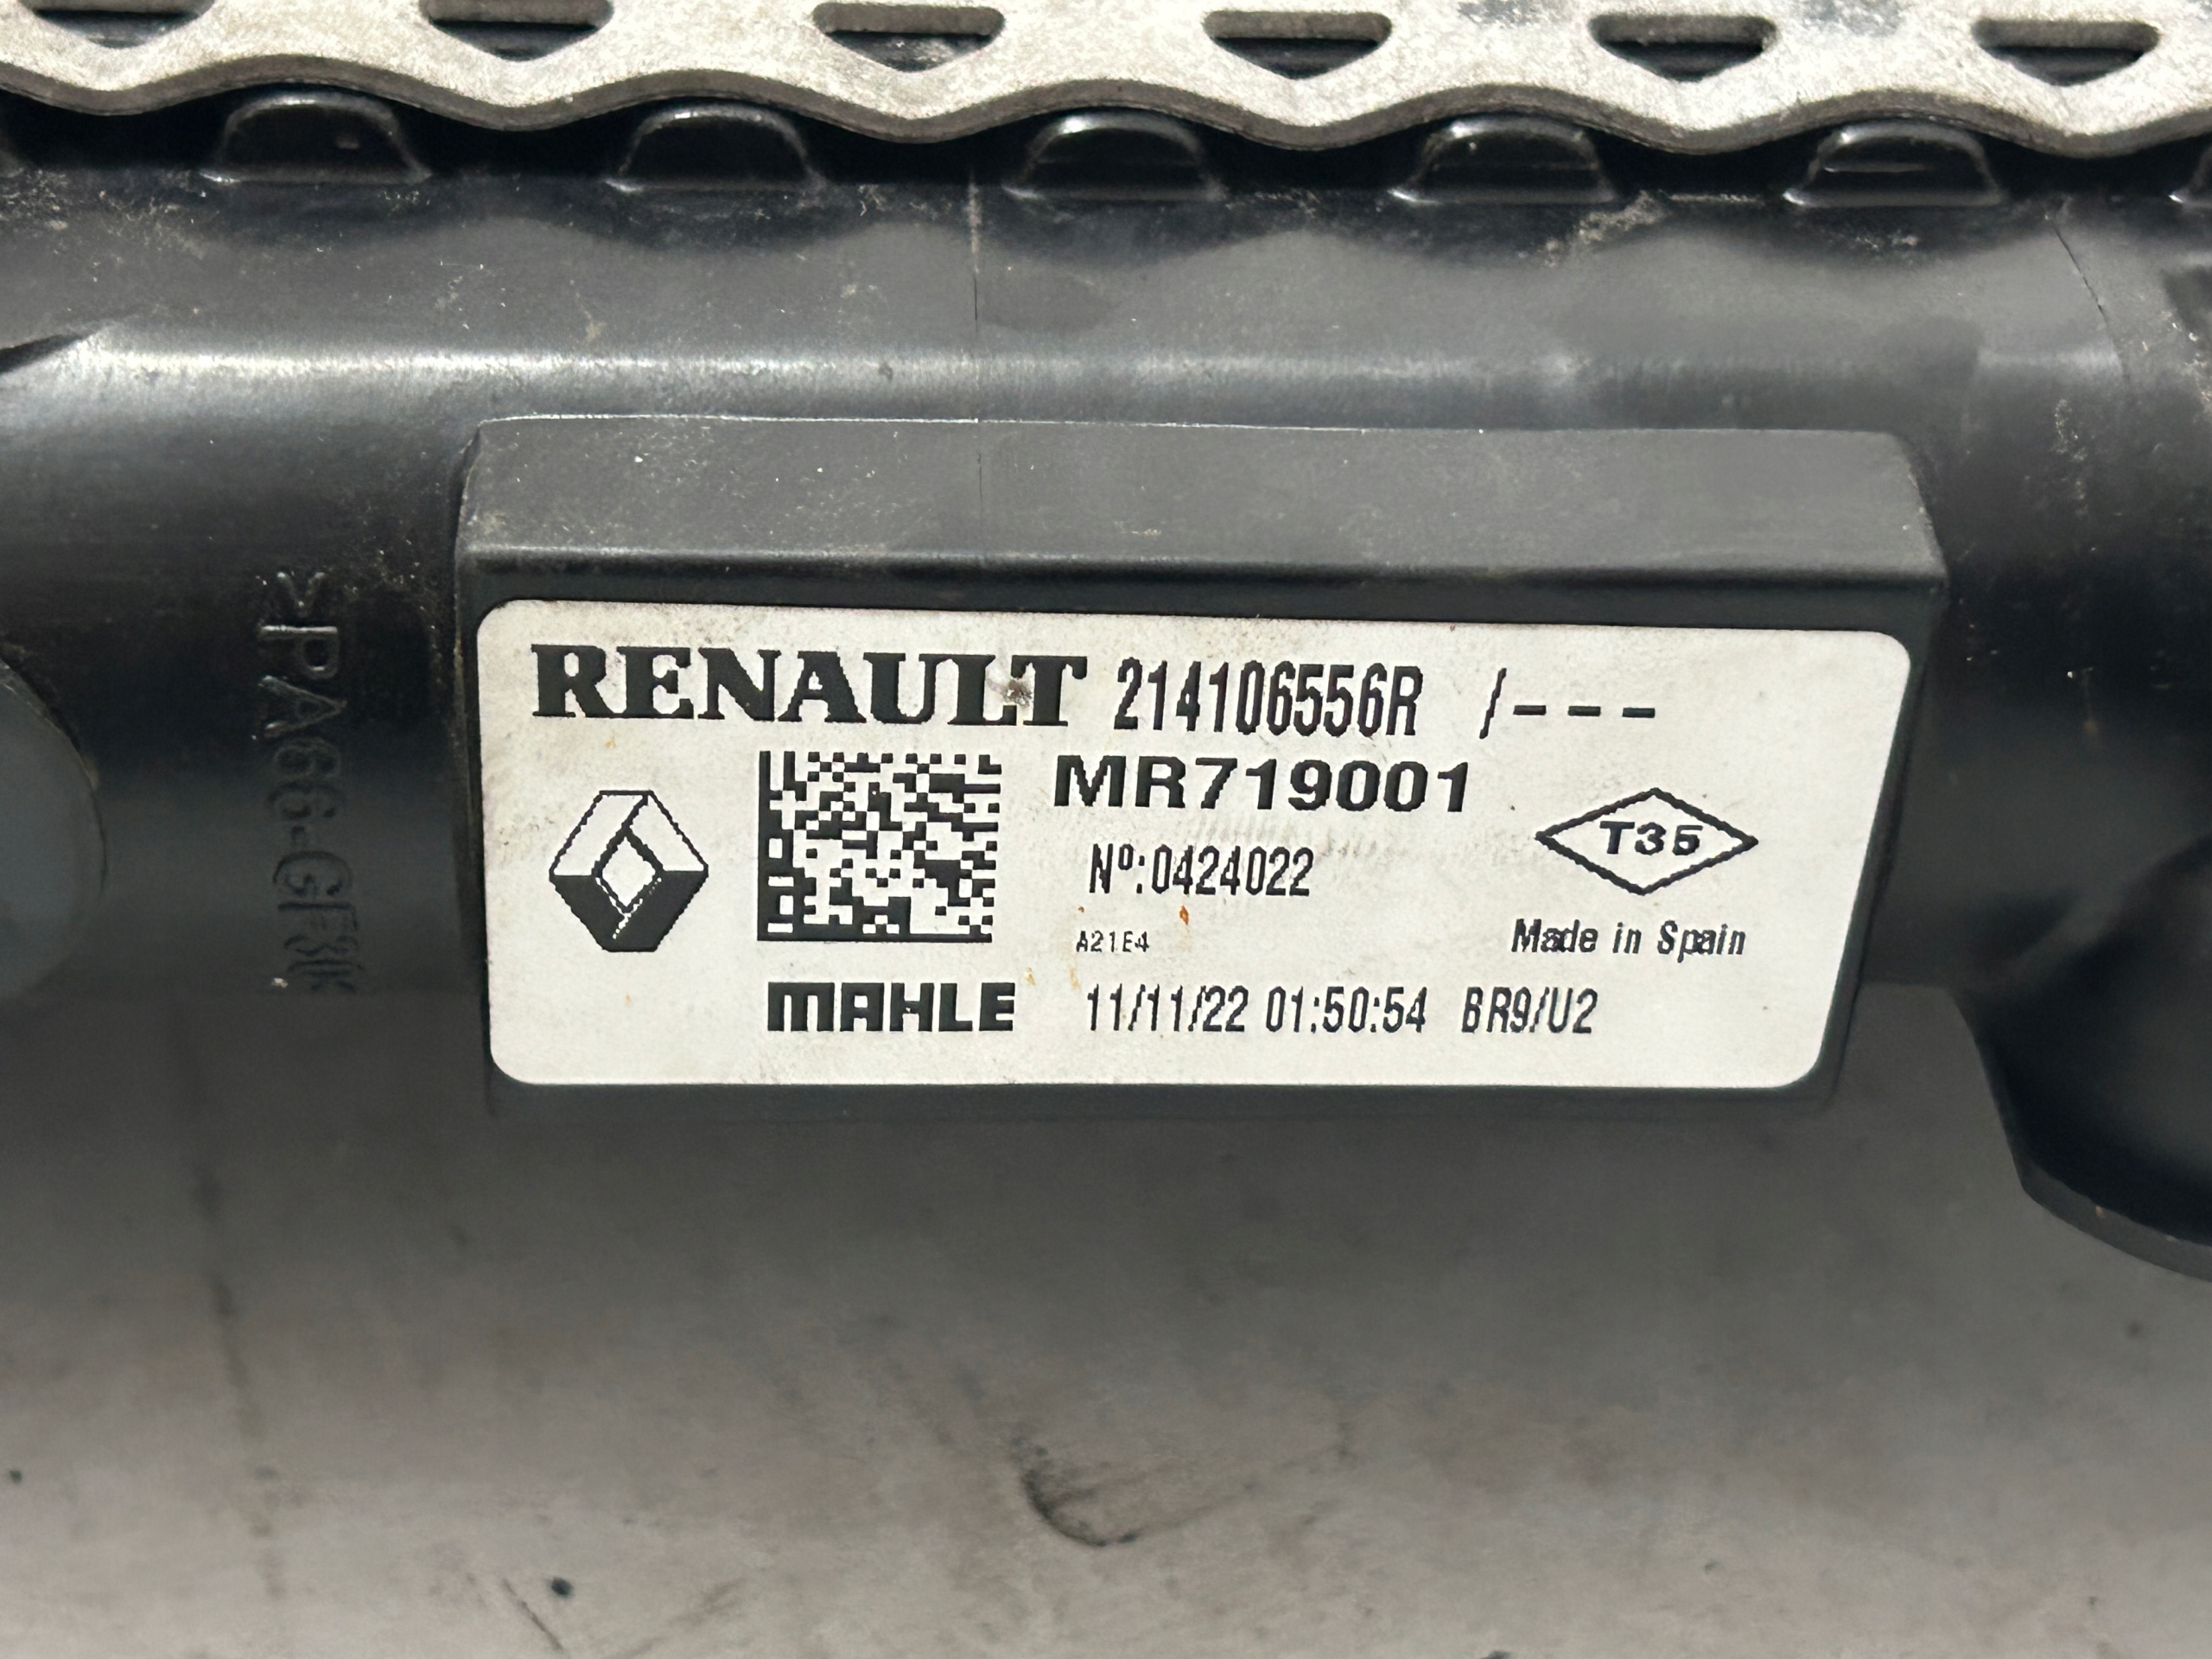 RENAULT 214106556R /---
MR719001
T35
Nº:0424022
A21E4
Made in Spain
MAHLE 11/11/22 01:50:54 BR9/U2
>PA66-GF30<